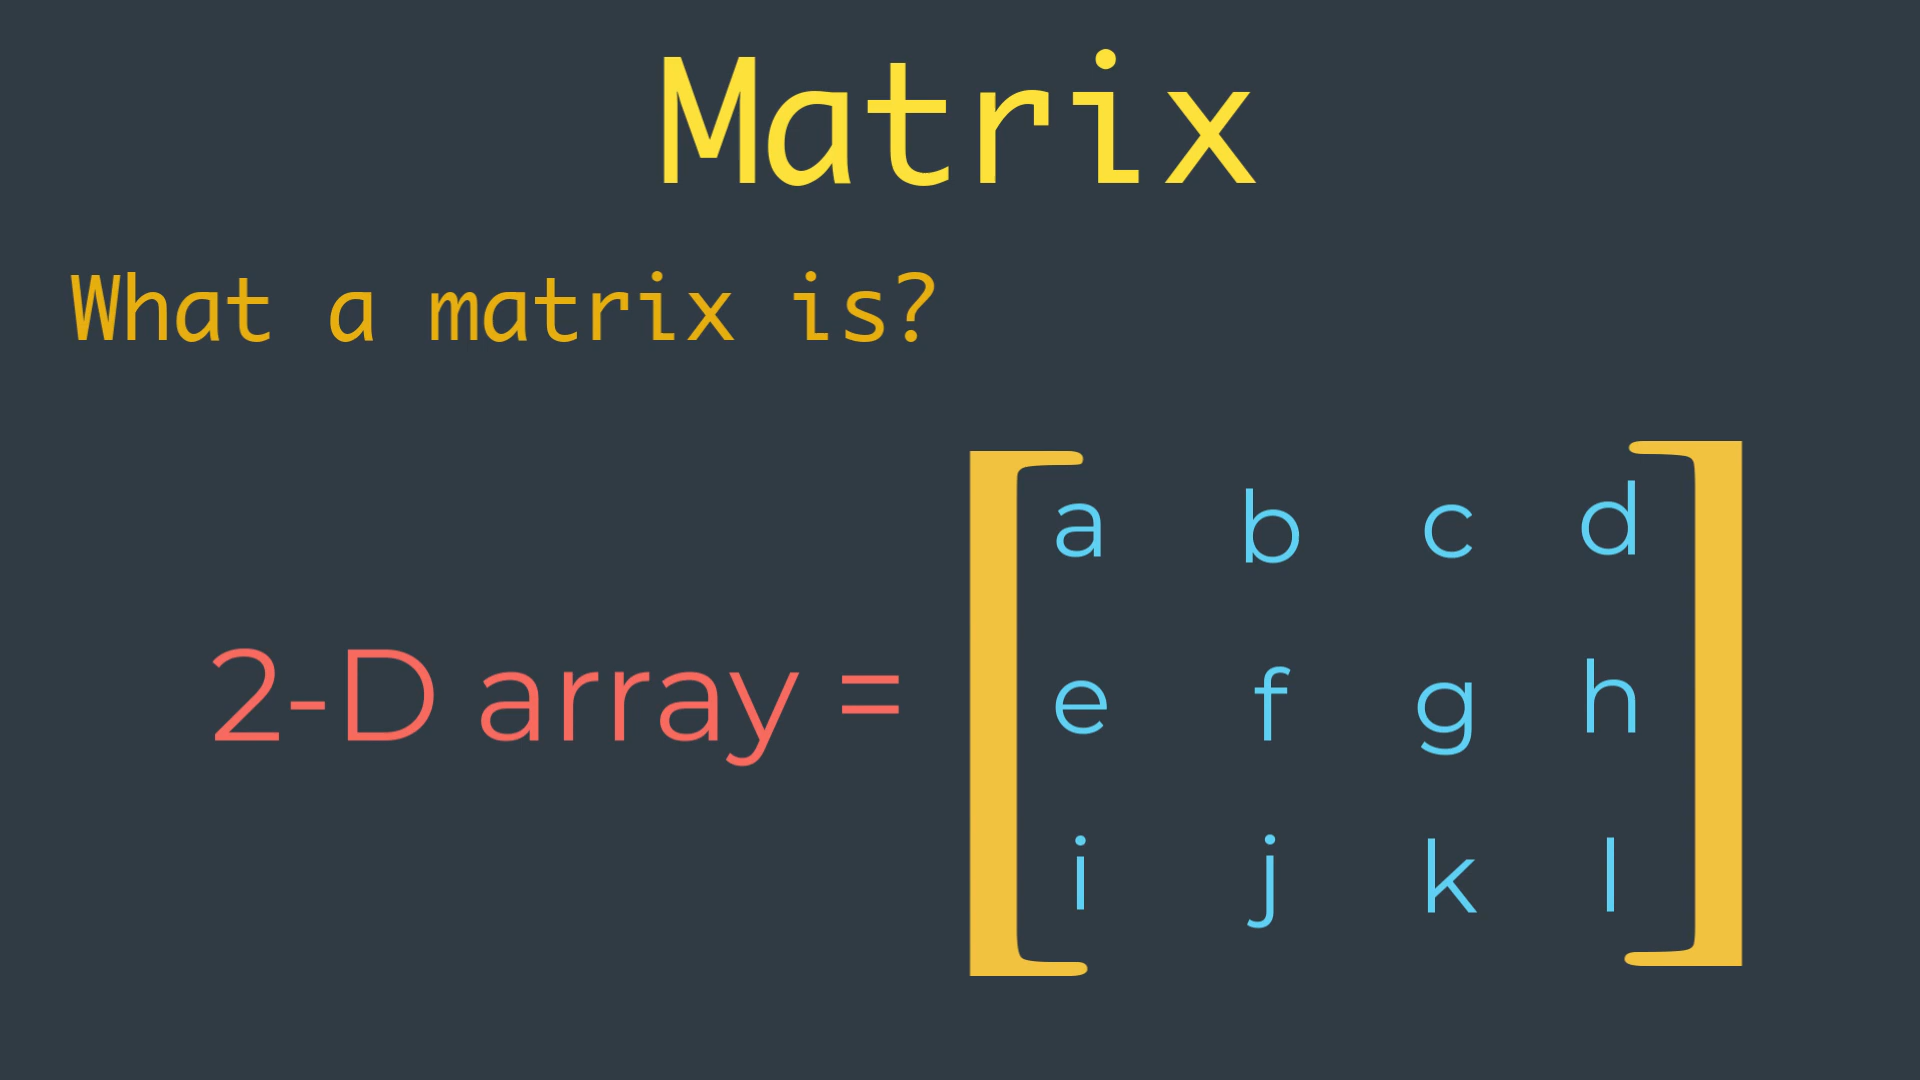 Matrix
What a matrix is?
a b c d
2-D array = e f g h
i j k l